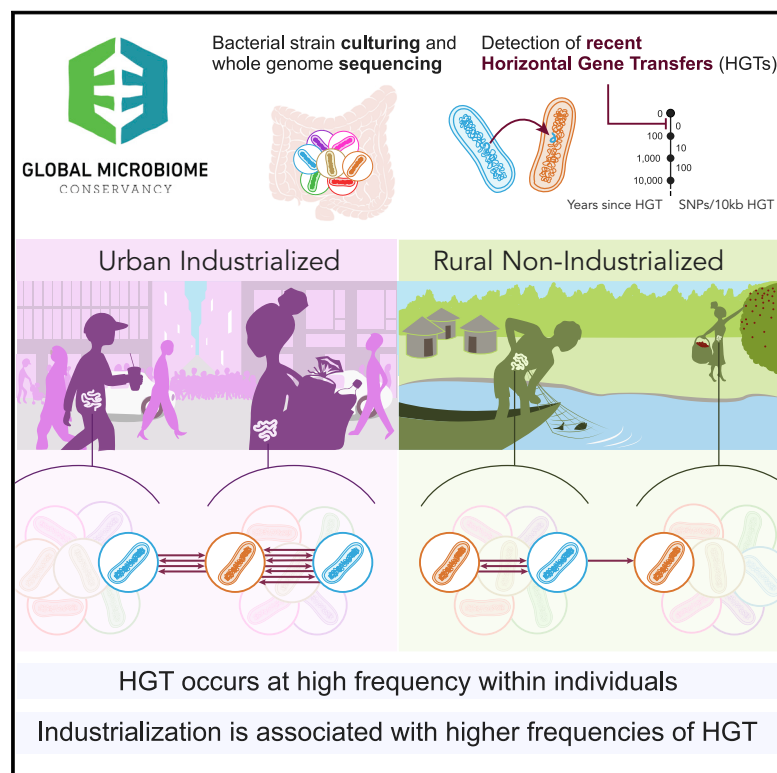 GLOBAL MICROBIOME
CONSERVANCY
Bacterial strain culturing and
whole genome sequencing
Detection of recent
Horizontal Gene Transfers (HGTs)
0
0
100
10
1,000
100
10,000
Years since HGT
SNPs/10kb HGT
Urban Industrialized
Rural Non-Industrialized
HGT occurs at high frequency within individuals
Industrialization is associated with higher frequencies of HGT